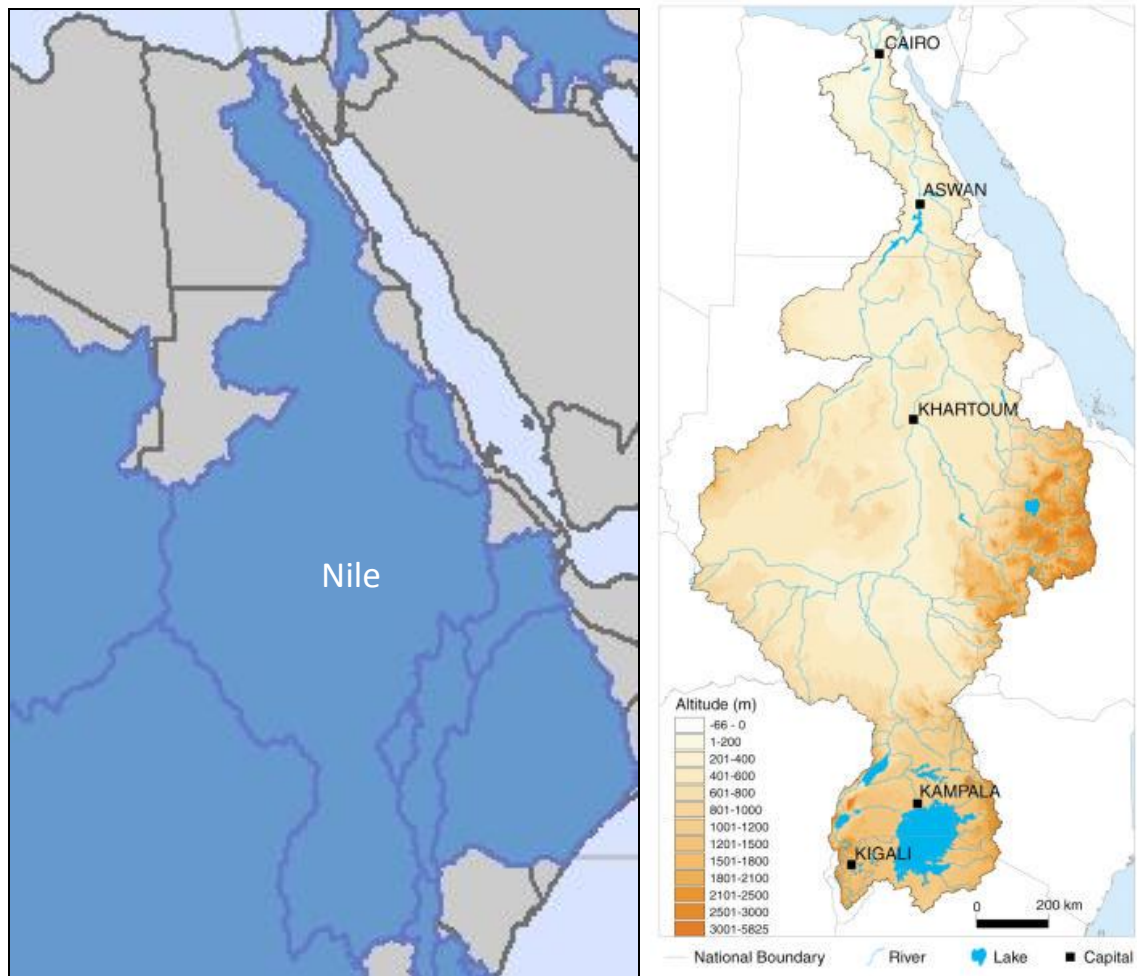 Nile
CAIRO
ASWAN
KHARTOUM
KAMPALA
KIGALI
Altitude (m)
-66 - 0
1-200
201-400
401-600
601-800
801-1000
1001-1200
1201-1500
1501-1800
1801-2100
2101-2500
2501-3000
3001-5825
0 200 km
National Boundary River Lake Capital